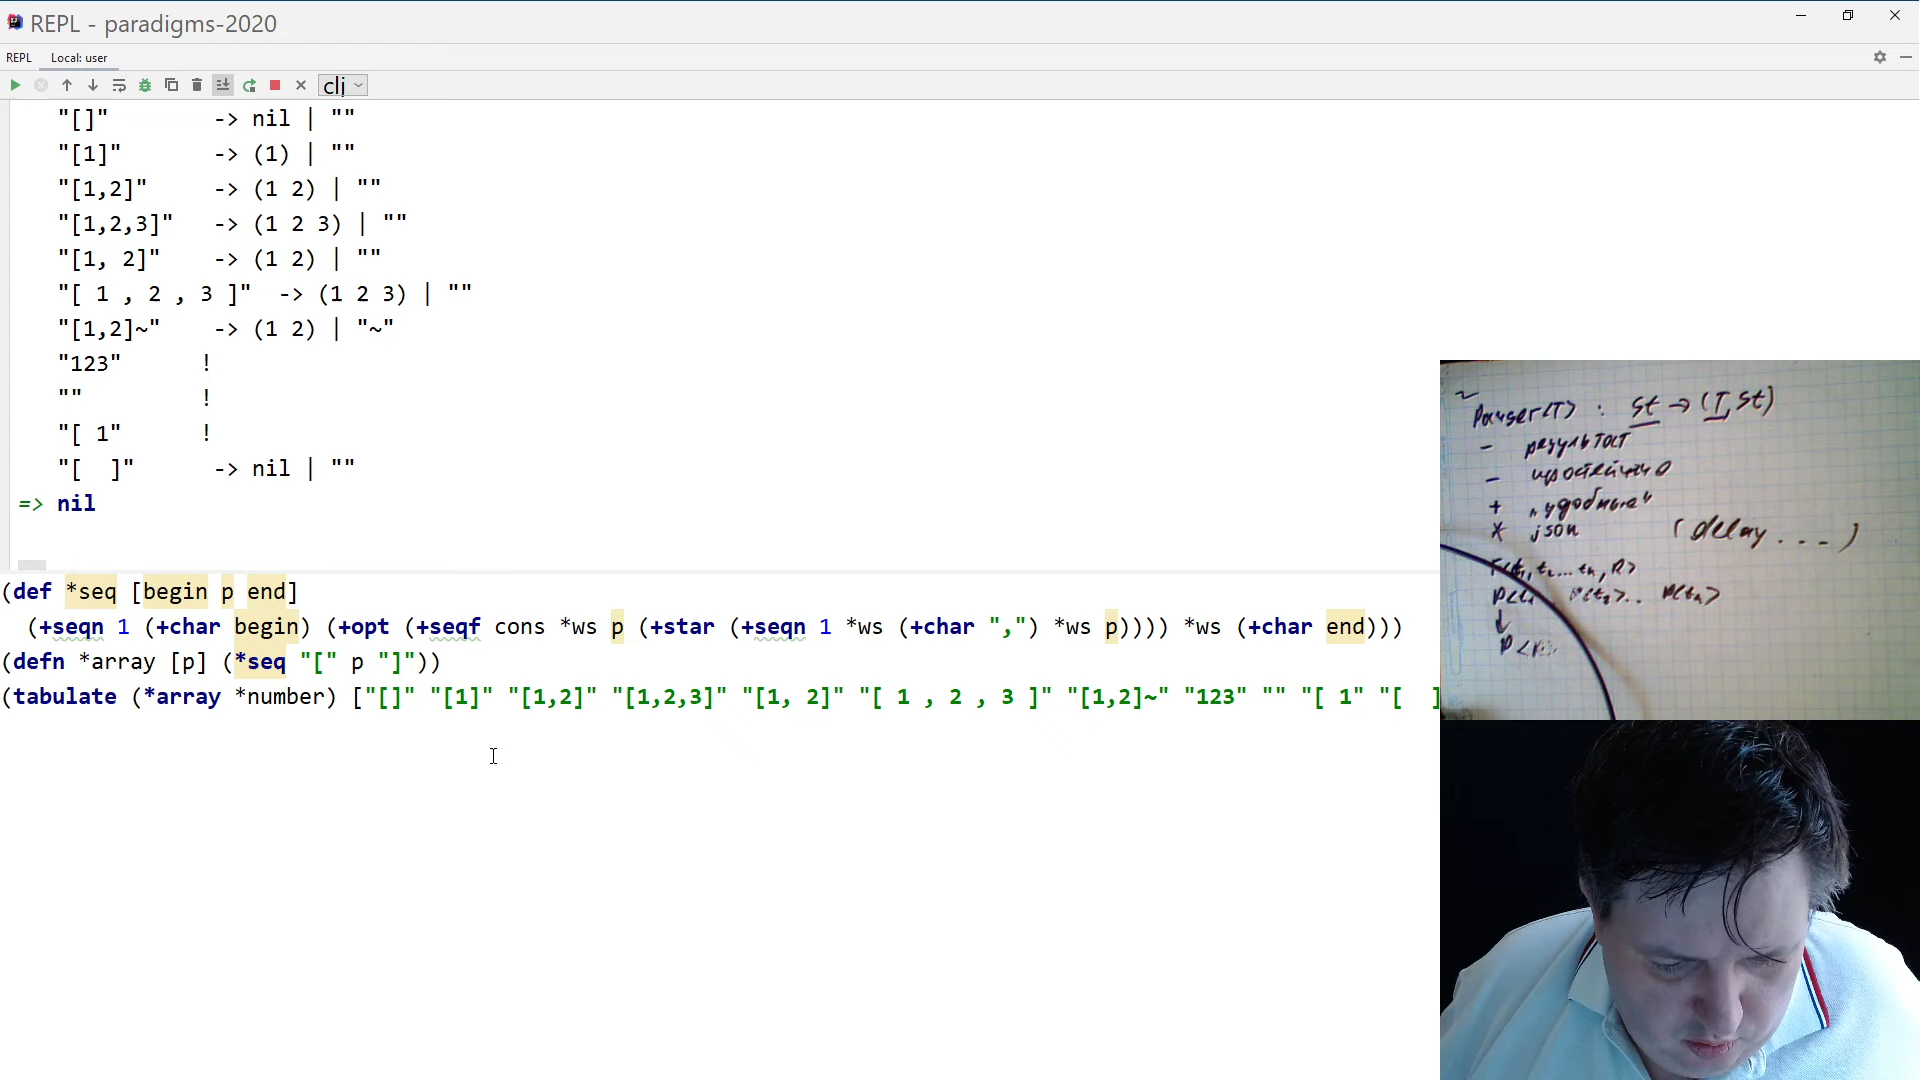 REPL - paradigms-2020
REPL Local: user
clj
"[]" -> nil | ""
"[1]" -> (1) | ""
"[1,2]" -> (1 2) | ""
"[1,2,3]" -> (1 2 3) | ""
"[1, 2]" -> (1 2) | ""
"[ 1 , 2 , 3 ]" -> (1 2 3) | ""
"[1,2]~" -> (1 2) | "~"
"123" !
"" !
"[ 1" !
"[  ]" -> nil | ""
=> nil
(def *seq [begin p end]
(+seqn 1 (+char begin) (+opt (+seqf cons *ws p (+star (+seqn 1 *ws (+char ",") *ws p)))) *ws (+char end)))
(defn *array [p] (*seq "[" p "]"))
(tabulate (*array *number) ["[]" "[1]" "[1,2]" "[1,2,3]" "[1, 2]" "[ 1 , 2 , 3 ]" "[1,2]~" "123" "" "[ 1" "[  ]
Parser(T) : St → (T, St)
- результат
+ "удобные"
* json
(delay ...)